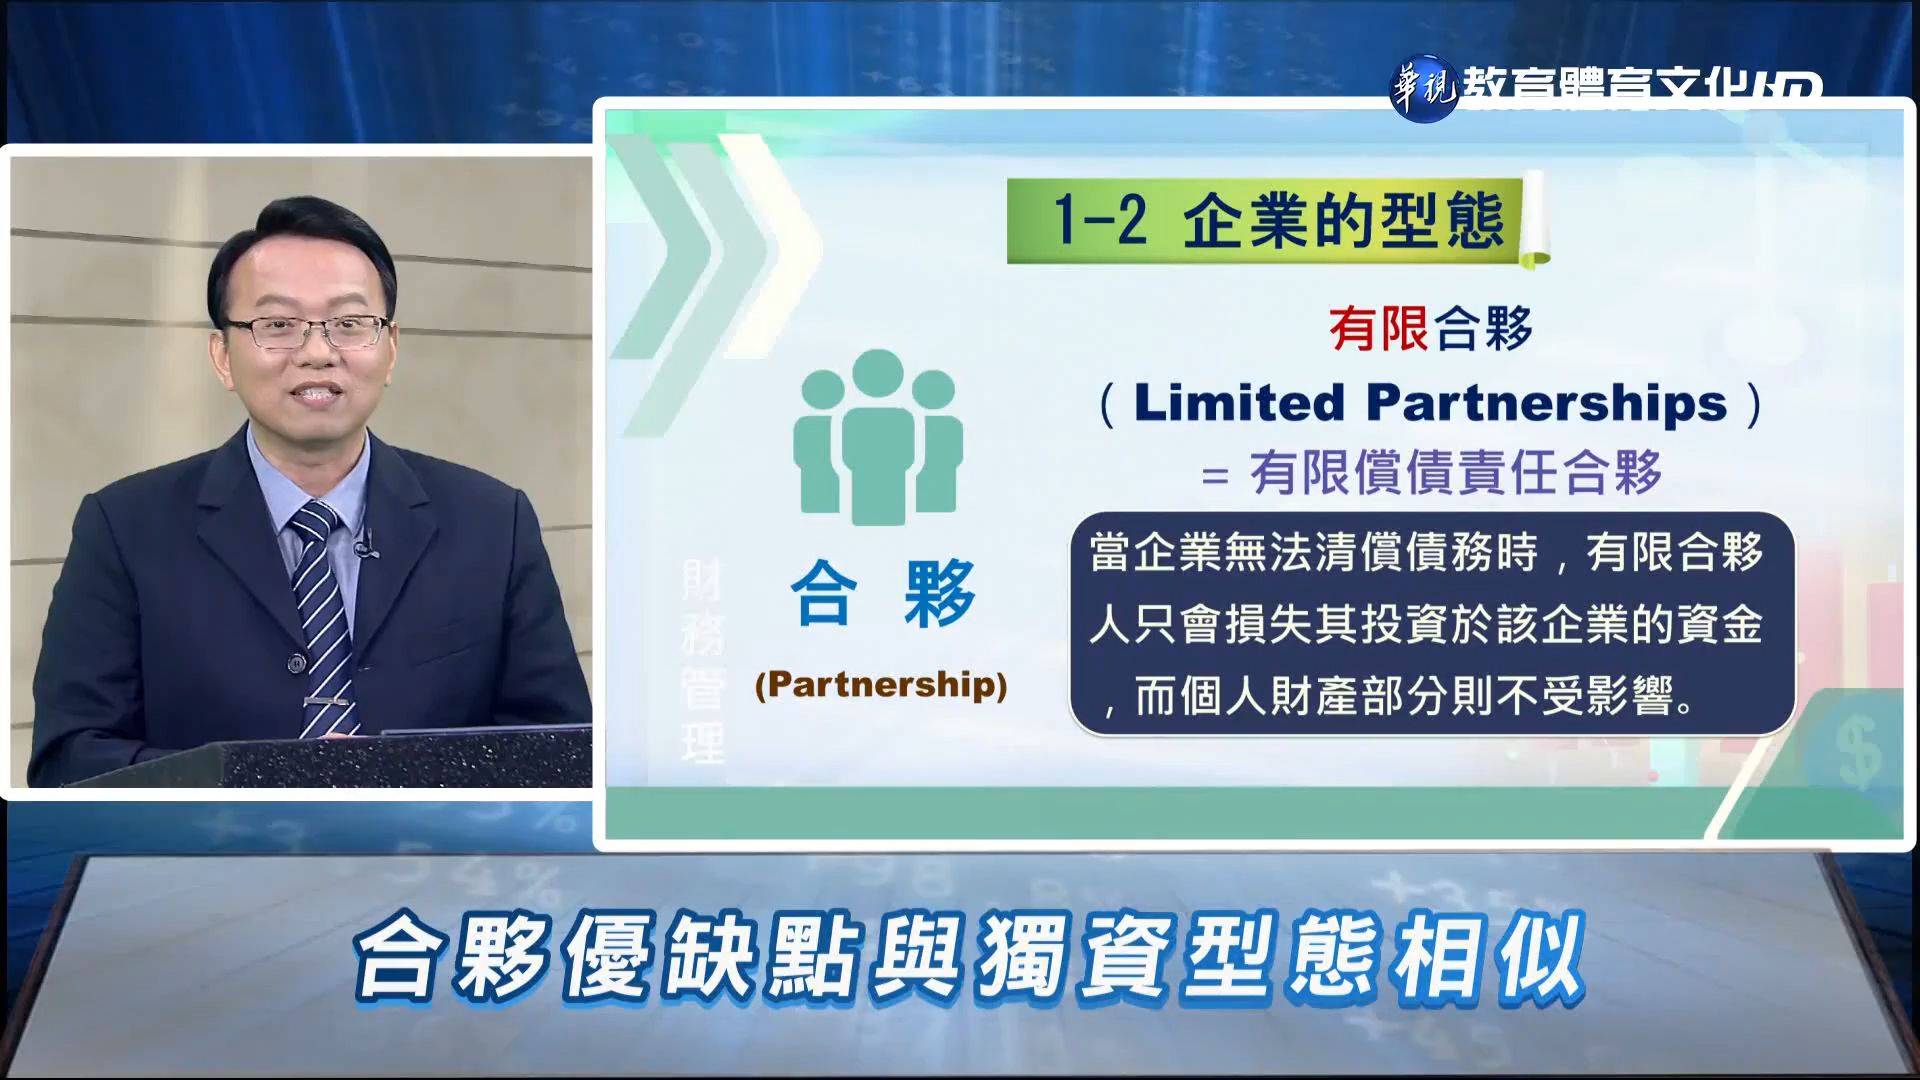 華視 教育體育文化HD
1-2 企業的型態
有限合夥
（Limited Partnerships）
= 有限償債責任合夥
當企業無法清償債務時，有限合夥
人只會損失其投資於該企業的資金
，而個人財產部分則不受影響。
合夥
(Partnership)
財務管理
$
合夥優缺點與獨資型態相似